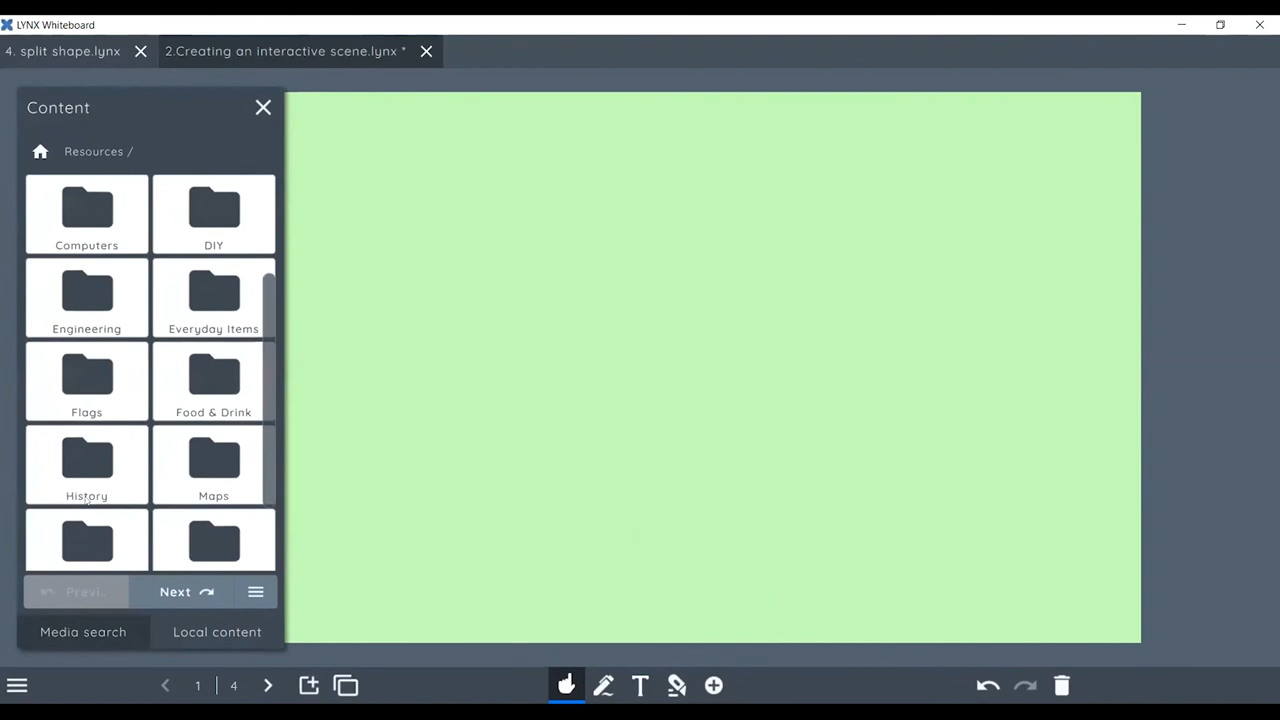 LYNX Whiteboard
4. split shape.lynx
2.Creating an interactive scene.lynx *
Content
Resources /
Computers
DIY
Engineering
Everyday Items
Flags
Food & Drink
History
Maps
Previ..
Next
Media search
Local content
1 | 4
T